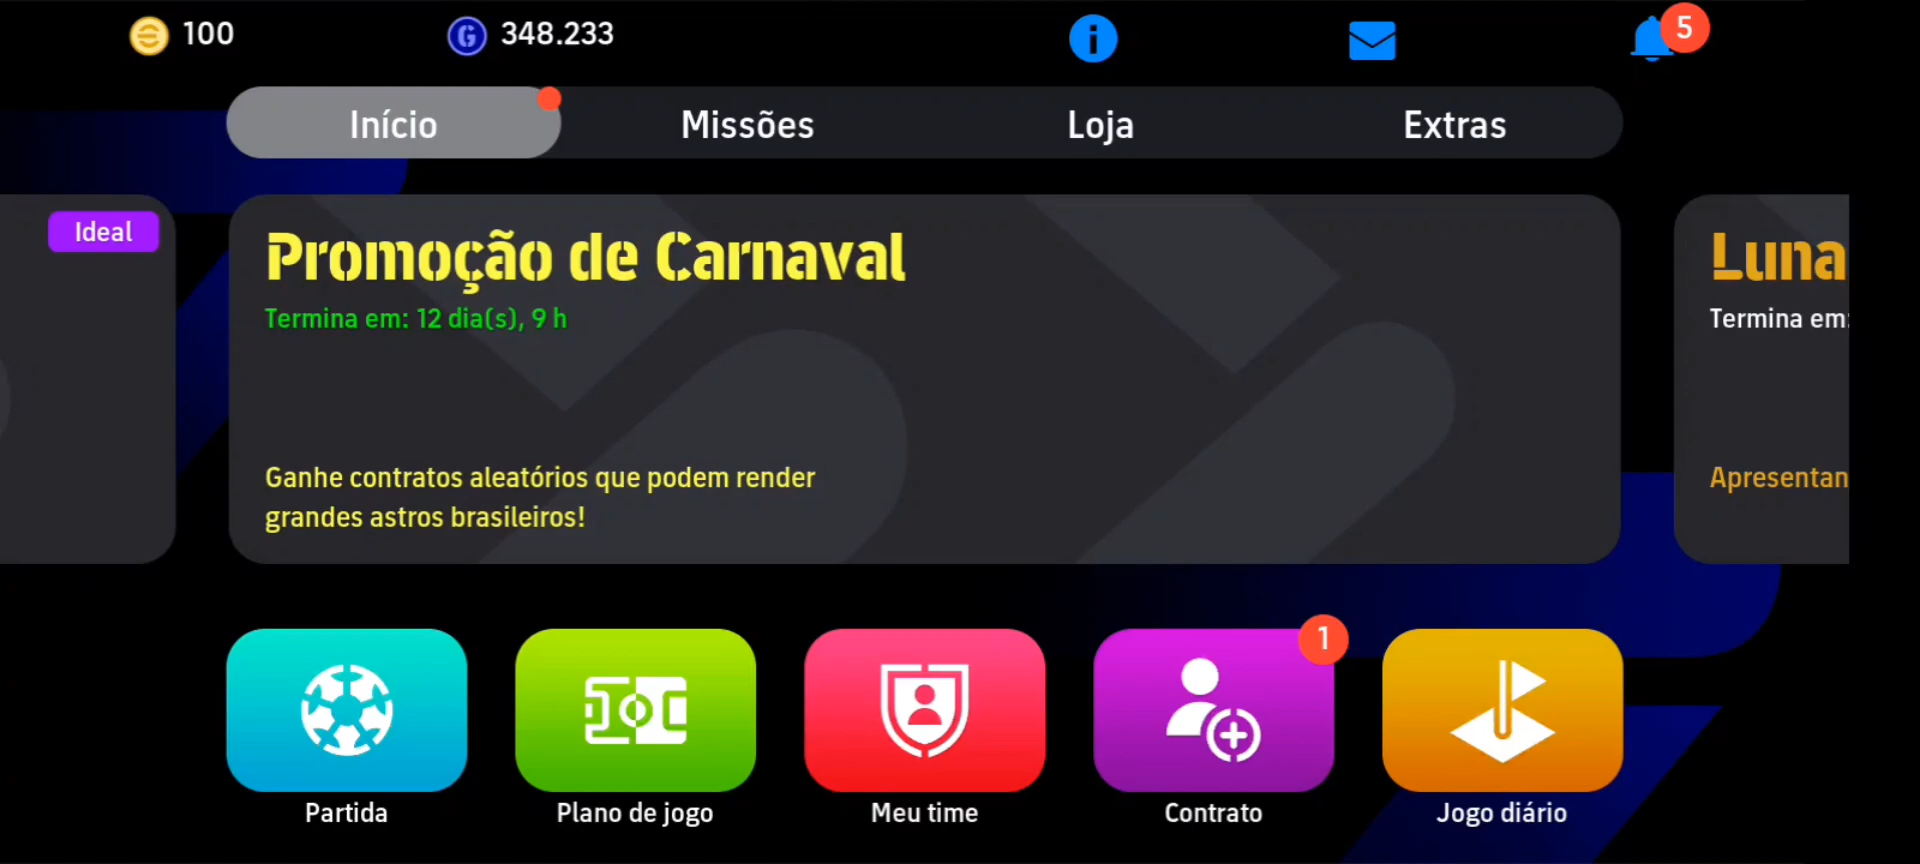 100
348.233
5
Início
Missões
Loja
Extras
Ideal
Promoção de Carnaval
Termina em: 12 dia(s), 9 h
Ganhe contratos aleatórios que podem render
grandes astros brasileiros!
Luna
Termina em:
Apresentan
Partida
Plano de jogo
Meu time
1
Contrato
Jogo diário